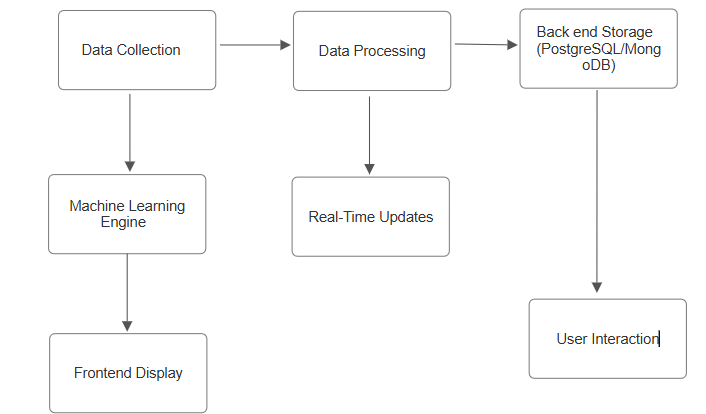 Data Collection
Data Processing
Back end Storage
(PostgreSQL/Mong
oDB)
Machine Learning
Engine
Real-Time Updates
User Interaction
Frontend Display